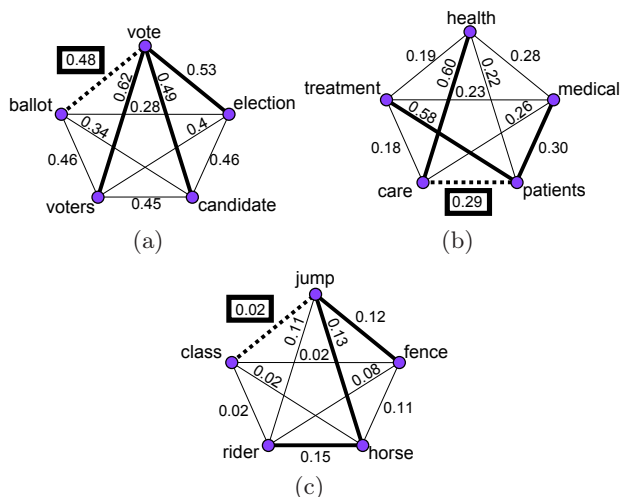 vote
0.48
0.53
0.62
0.49
ballot
0.28
election
0.34
0.4
0.46
0.46
voters
0.45
candidate
(a)
health
0.19
0.60
0.22
0.28
treatment
0.23
medical
0.58
0.26
0.18
0.30
care
patients
0.29
(b)
jump
0.02
0.12
0.11
0.13
class
0.02
fence
0.02
0.08
0.02
0.11
rider
0.15
horse
(c)